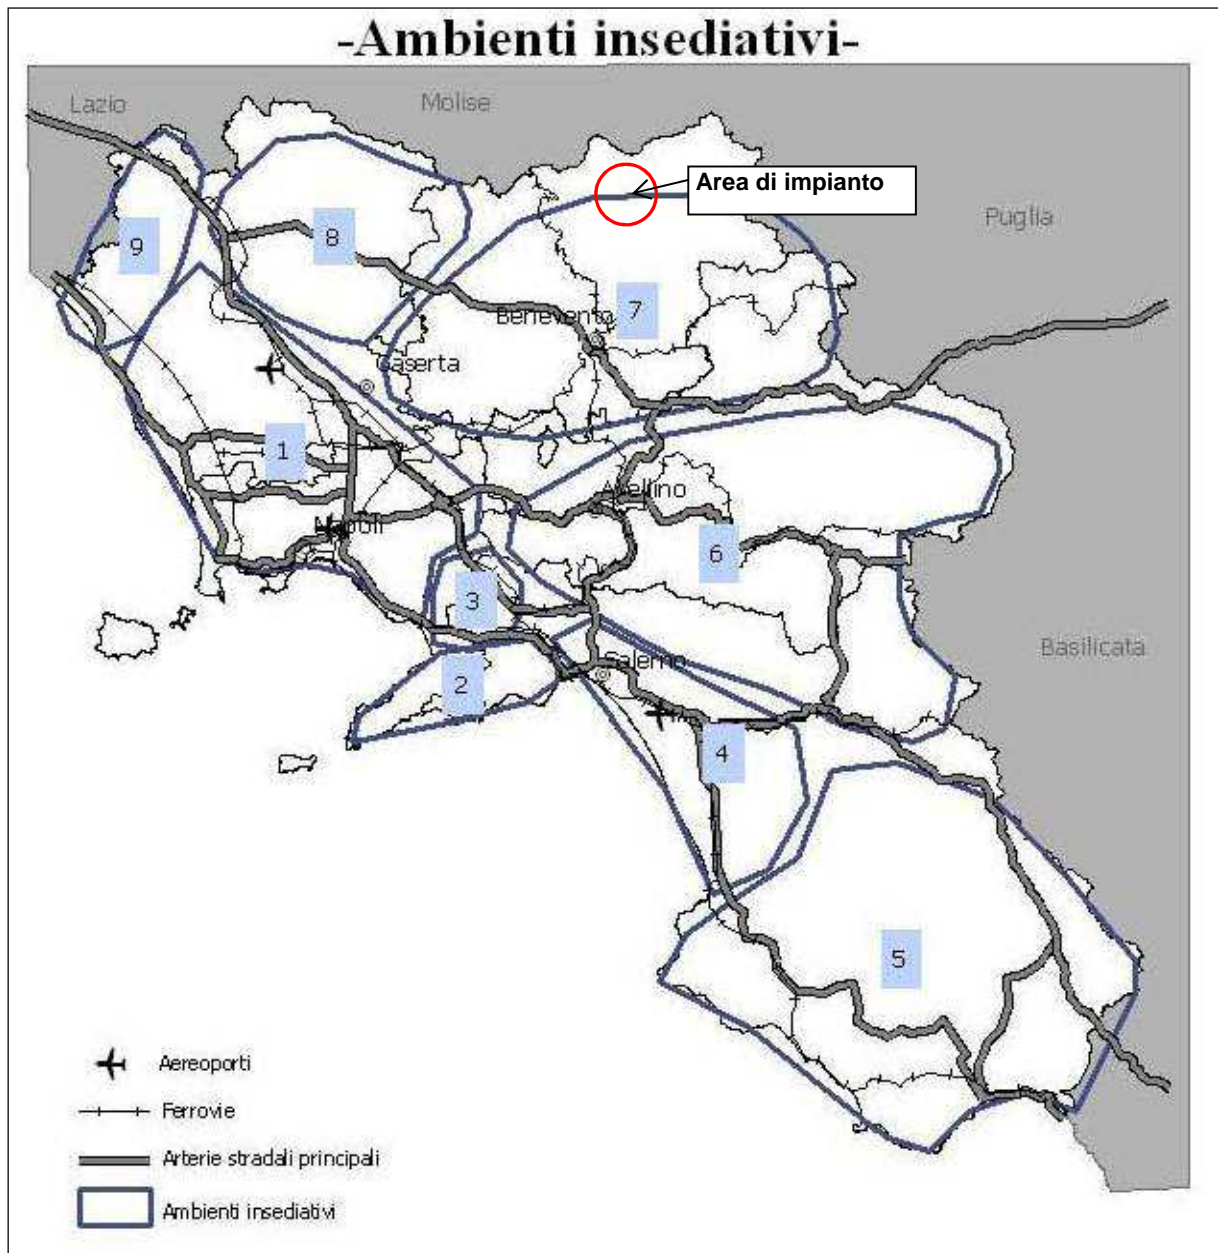 -Ambienti insediativi-
Lazio
Molise
Area di impianto
Puglia
9
8
7
Benevento
Caserta
1
Avellino
Napoli
6
3
Basilicata
Salerno
2
4
5
Aereoporti
Ferrovie
Arterie stradali principali
Ambienti insediativi